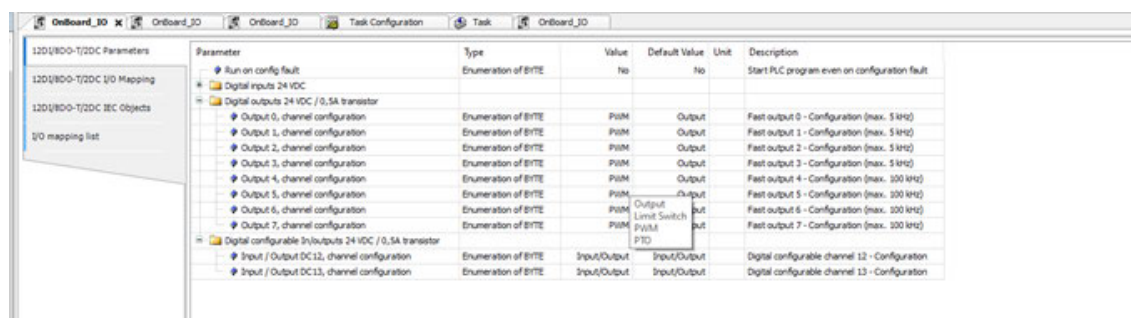 OnBoard_IO x OnBoard_IO OnBoard_IO Task Configuration Task OnBoard_IO
12DI/8DO-T/2DC Parameters
12DI/8DO-T/2DC I/O Mapping
12DI/8DO-T/2DC IEC Objects
I/O mapping list
Parameter Type Value Default Value Unit Description
Run on config fault Enumeration of BYTE No No Start PLC program even on configuration fault
Digital inputs 24 VDC
Digital outputs 24 VDC / 0,5A transistor
Output 0, channel configuration Enumeration of BYTE PWM Output Fast output 0 - Configuration (max. 5 kHz)
Output 1, channel configuration Enumeration of BYTE PWM Output Fast output 1 - Configuration (max. 5 kHz)
Output 2, channel configuration Enumeration of BYTE PWM Output Fast output 2 - Configuration (max. 5 kHz)
Output 3, channel configuration Enumeration of BYTE PWM Output Fast output 3 - Configuration (max. 5 kHz)
Output 4, channel configuration Enumeration of BYTE PWM Output Fast output 4 - Configuration (max. 100 kHz)
Output 5, channel configuration Enumeration of BYTE PWM Output Fast output 5 - Configuration (max. 100 kHz)
Output 6, channel configuration Enumeration of BYTE PWM put Fast output 6 - Configuration (max. 100 kHz)
Output 7, channel configuration Enumeration of BYTE PWM put Fast output 7 - Configuration (max. 100 kHz)
Output
Limit Switch
PWM
PTO
Digital configurable In/outputs 24 VDC / 0,5A transistor
Input / Output DC12, channel configuration Enumeration of BYTE Input/Output Input/Output Digital configurable channel 12 - Configuration
Input / Output DC13, channel configuration Enumeration of BYTE Input/Output Input/Output Digital configurable channel 13 - Configuration